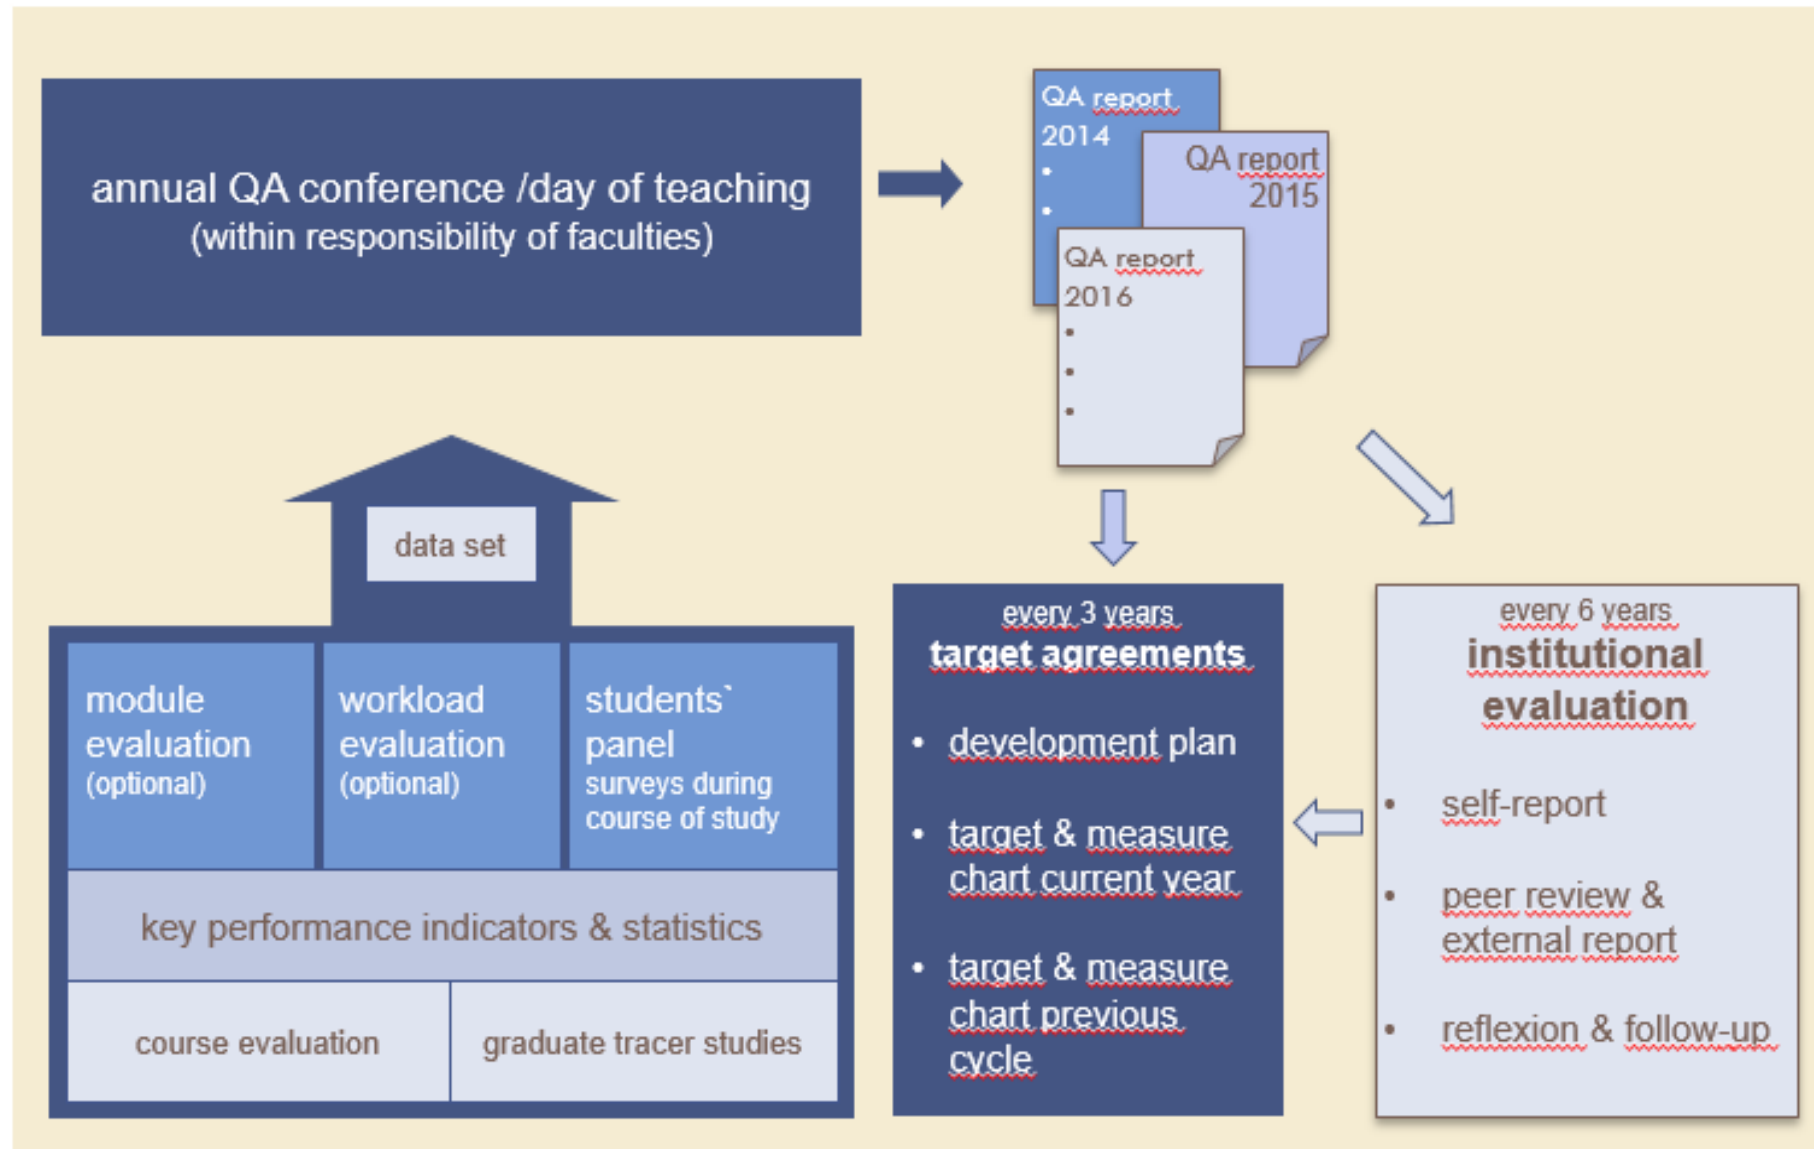 annual QA conference /day of teaching
(within responsibility of faculties)
QA report
2014
•
•
QA report
2015
QA report
2016
•
•
•
data set
module
evaluation
(optional)
workload
evaluation
(optional)
students`
panel
surveys during
course of study
key performance indicators & statistics
course evaluation
graduate tracer studies
every 3 years
target agreements
• development plan
• target & measure
chart current year
• target & measure
chart previous
cycle
every 6 years
institutional
evaluation
• self-report
• peer review &
external report
• reflexion & follow-up